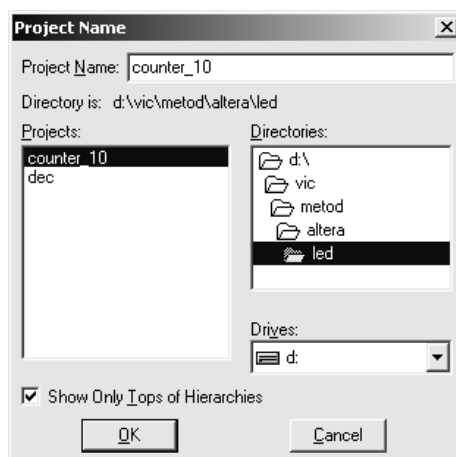 Project Name
Project Name: counter_10
Directory is: d:\vic\metod\altera\led
Projects:
counter_10
dec
Directories:
d:\
vic
metod
altera
led
Drives:
d:
Show Only Tops of Hierarchies
OK
Cancel